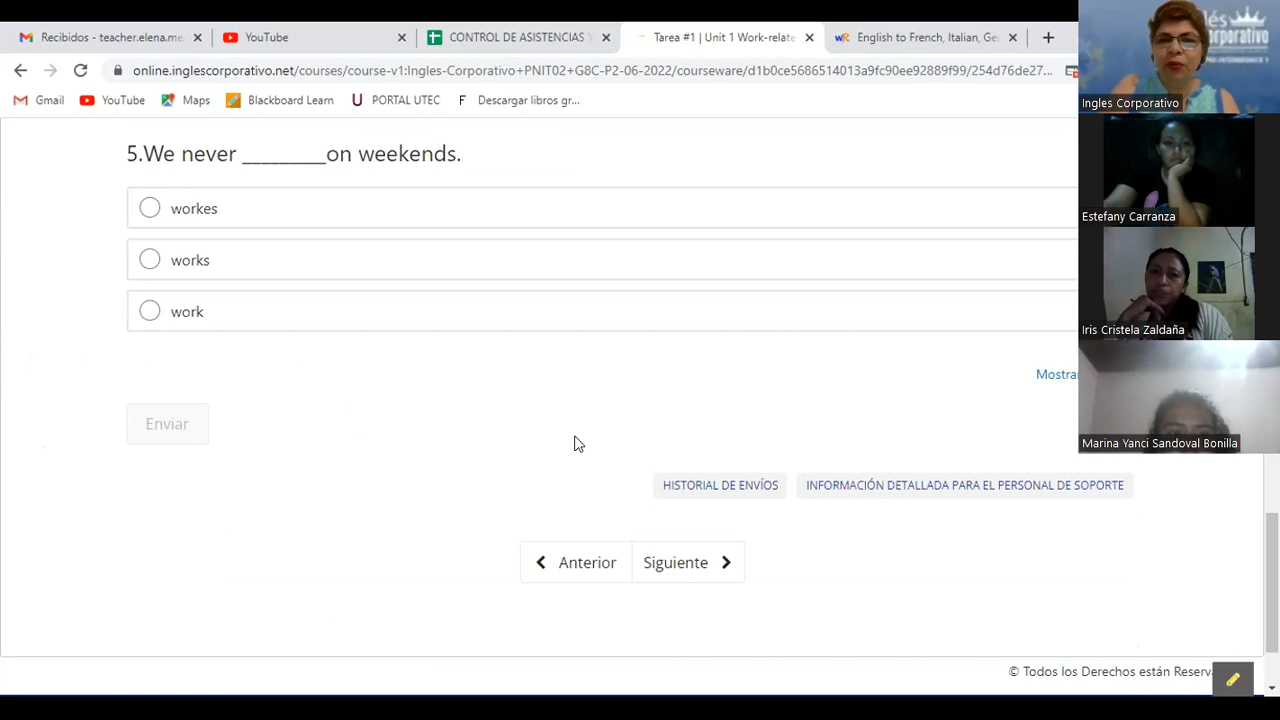 Recibidos - teacher.elena.me
YouTube
CONTROL DE ASISTENCIAS Y
Tarea #1 | Unit 1 Work-relate
English to French, Italian, Ge
online.inglescorporativo.net/courses/course-v1:Ingles-Corporativo+PNIT02+G8C-P2-06-2022/courseware/d1b0ce5686514013a9fc90ee92889f99/254d76de27...
Gmail
YouTube
Maps
Blackboard Learn
PORTAL UTEC
Descargar libros gr...
Ingles Corporativo
Estefany Carranza
Iris Cristela Zaldaña
Marina Yanci Sandoval Bonilla
5.We never _________on weekends.
workes
works
work
Mostrar
Enviar
HISTORIAL DE ENVÍOS
INFORMACIÓN DETALLADA PARA EL PERSONAL DE SOPORTE
Anterior
Siguiente
© Todos los Derechos están Reserva